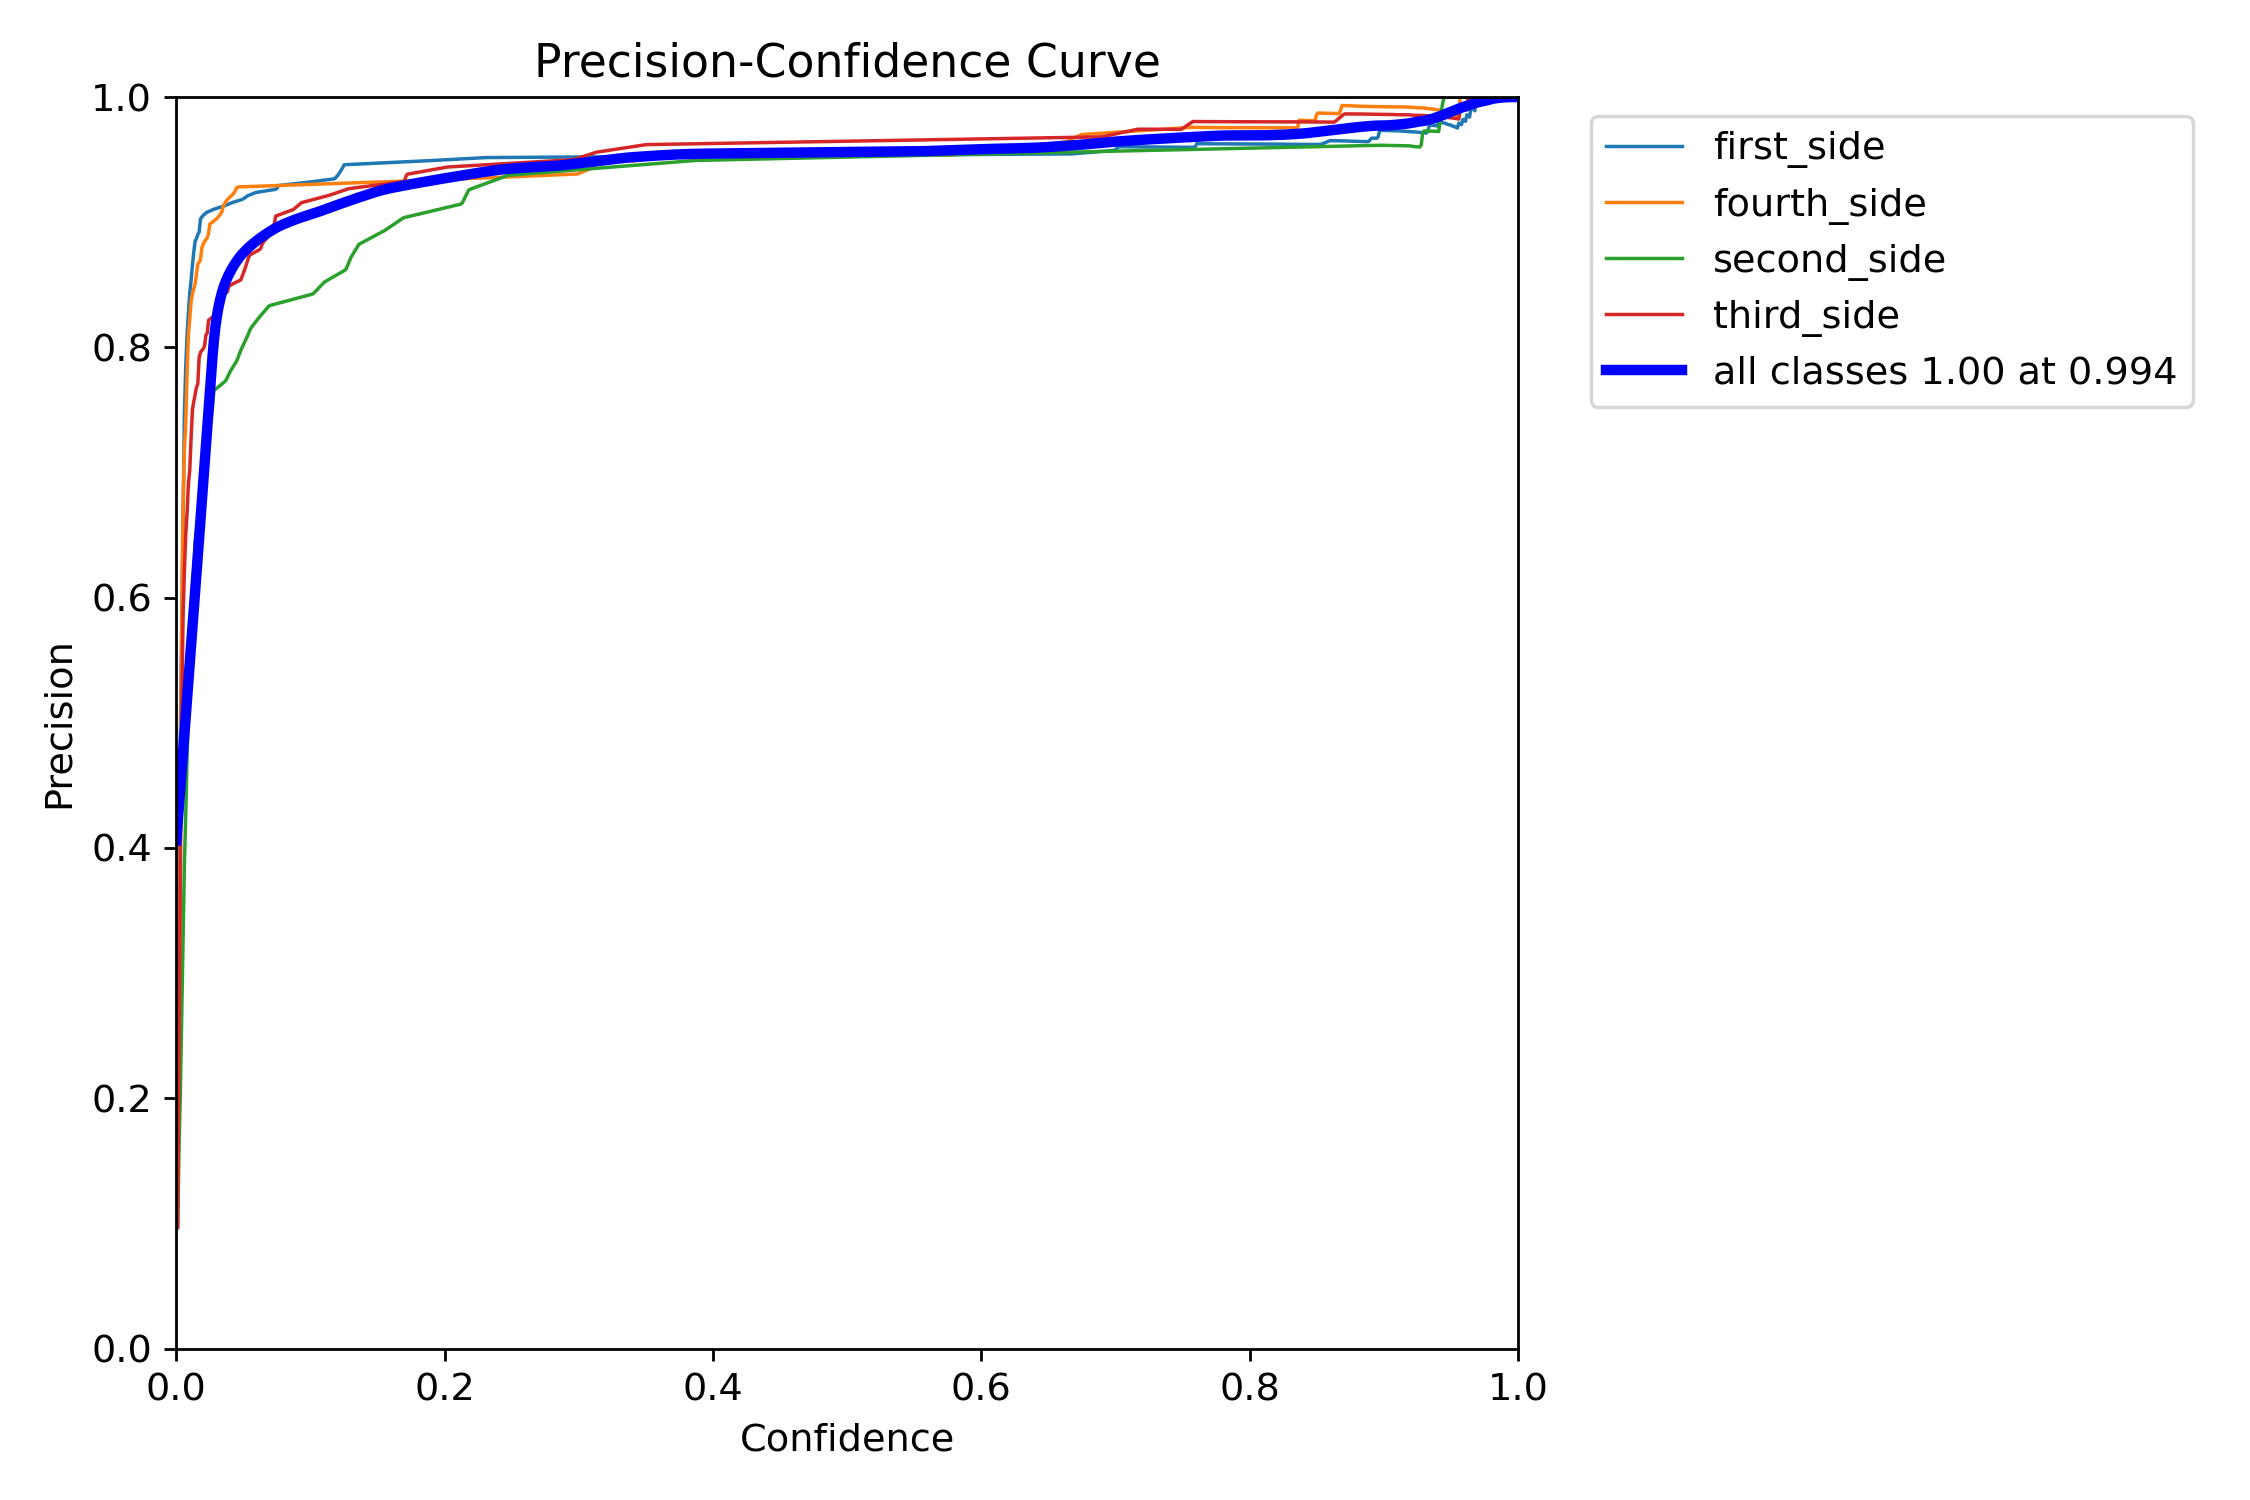 Precision-Confidence Curve
1.0
0.8
0.6
0.4
0.2
0.0
Precision
0.0 0.2 0.4 0.6 0.8 1.0
Confidence
first_side
fourth_side
second_side
third_side
all classes 1.00 at 0.994